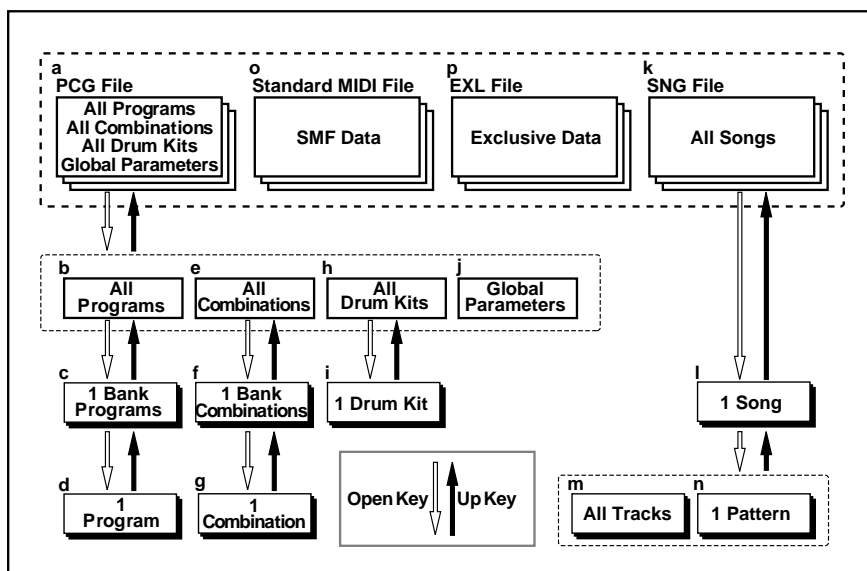 a
PCG File
All Programs
All Combinations
All Drum Kits
Global Parameters
o
Standard MIDI File
SMF Data
p
EXL File
Exclusive Data
k
SNG File
All Songs
b
All
Programs
e
All
Combinations
h
All
Drum Kits
j
Global
Parameters
c
1 Bank
Programs
f
1 Bank
Combinations
i
1 Drum Kit
l
1 Song
d
1
Program
g
1
Combination
Open Key
Up Key
m
All Tracks
n
1 Pattern